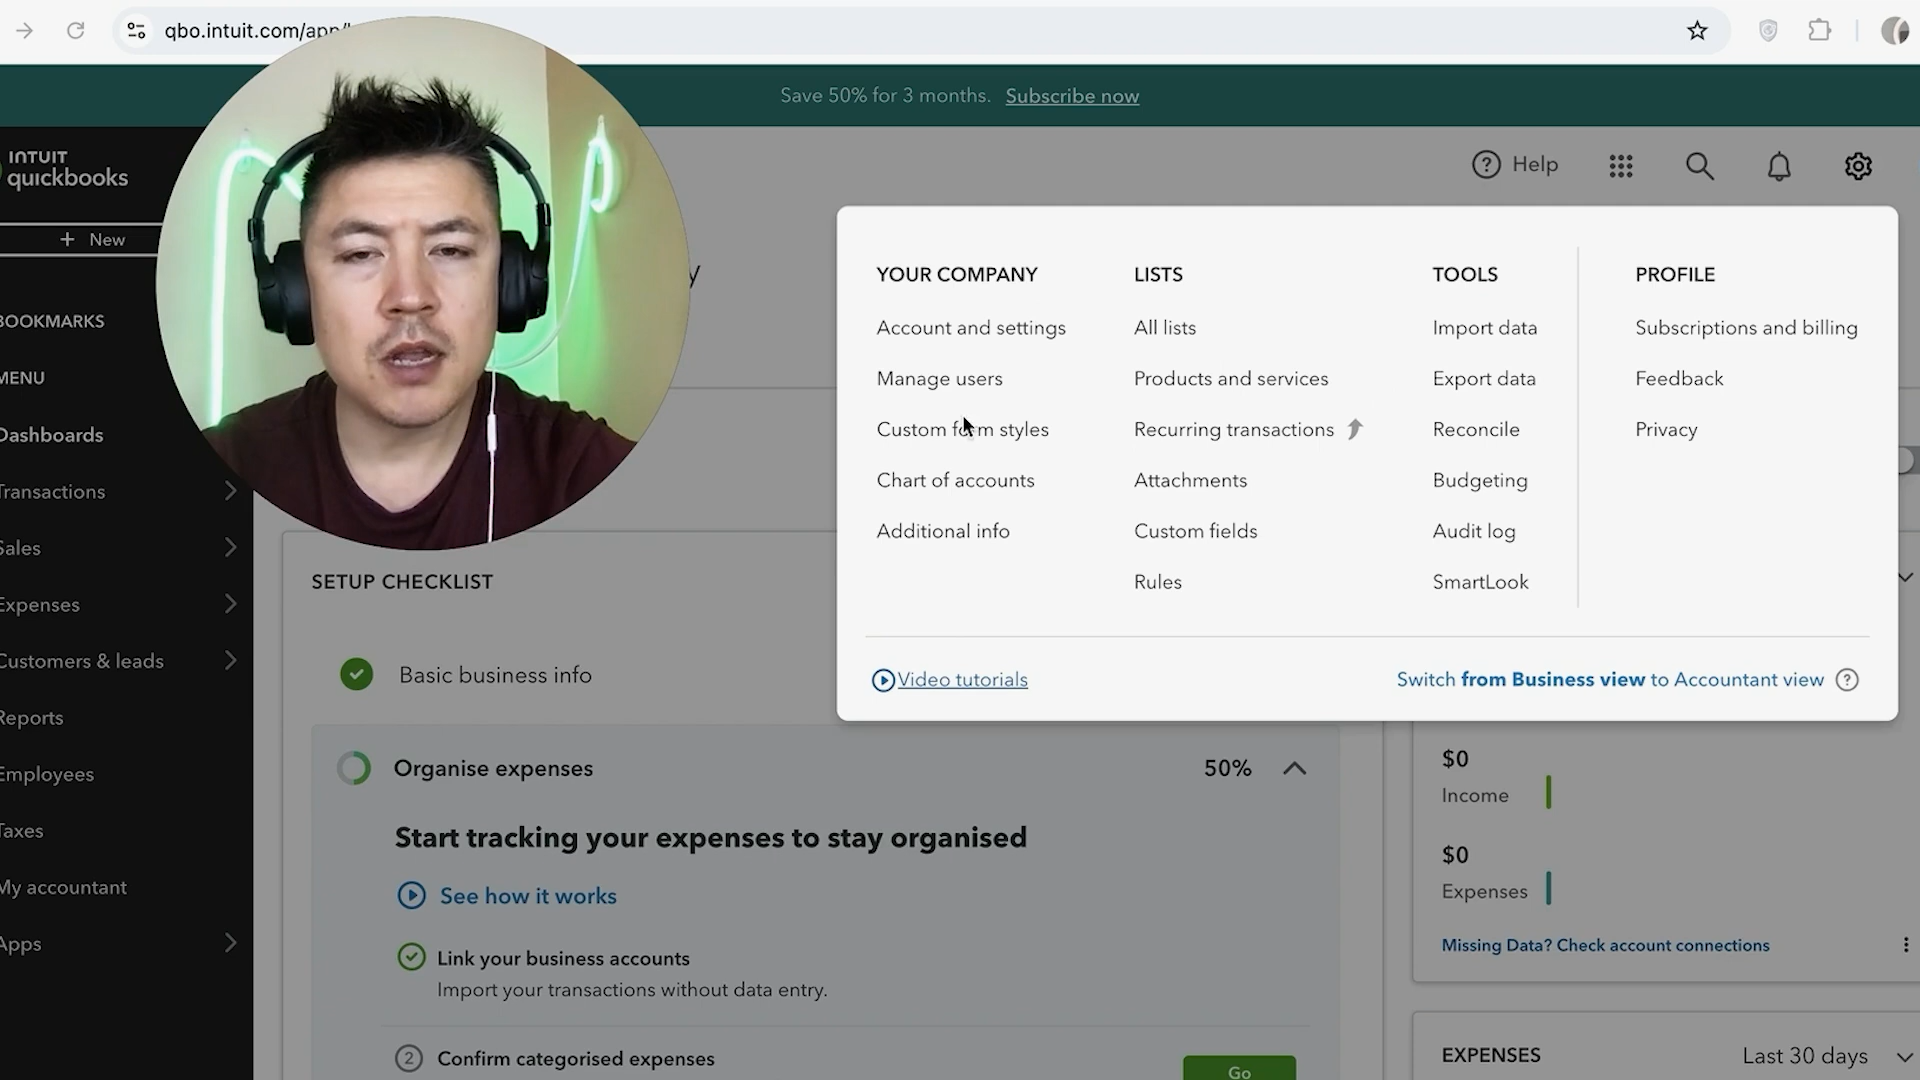 qbo.intuit.com/app/
Save 50% for 3 months. Subscribe now
INTUIT
quickbooks
Help
+ New
BOOKMARKS
MENU
Dashboards
Transactions
Sales
Expenses
Customers & leads
Reports
Employees
Taxes
My accountant
Apps
y
YOUR COMPANY
Account and settings
Manage users
Custom form styles
Chart of accounts
Additional info
LISTS
All lists
Products and services
Recurring transactions
Attachments
Custom fields
Rules
TOOLS
Import data
Export data
Reconcile
Budgeting
Audit log
SmartLook
PROFILE
Subscriptions and billing
Feedback
Privacy
Video tutorials
Switch from Business view to Accountant view
SETUP CHECKLIST
Basic business info
Organise expenses 50%
Start tracking your expenses to stay organised
See how it works
Link your business accounts
Import your transactions without data entry.
2 Confirm categorised expenses
Go
$0
Income
$0
Expenses
Missing Data? Check account connections
EXPENSES Last 30 days